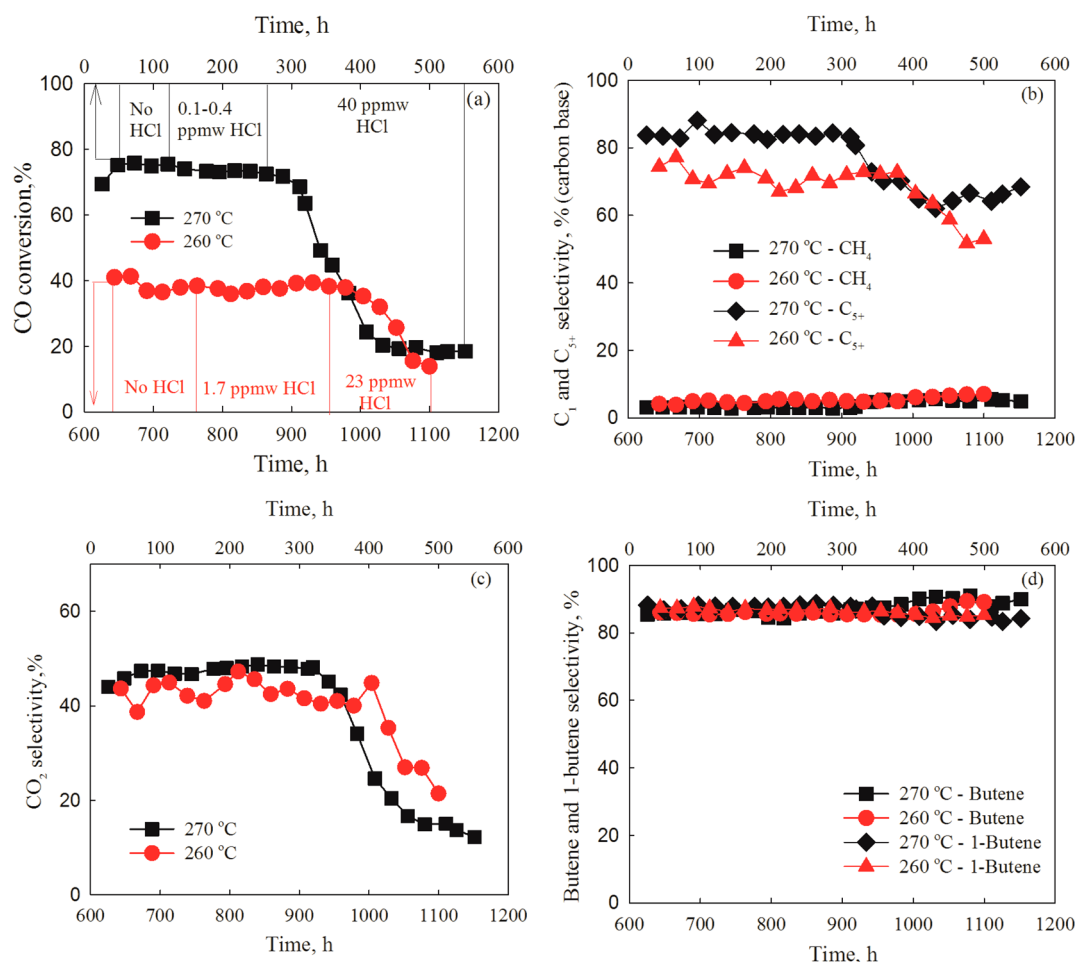 Time, h
0 100 200 300 400 500 600
100
80
60
40
20
0
CO conversion,%
No
HCl
0.1-0.4
ppmw HCl
40 ppmw
HCl
(a)
270 °C
260 °C
No HCl
1.7 ppmw HCl
23 ppmw
HCl
600 700 800 900 1000 1100 1200
Time, h
Time, h
0 100 200 300 400 500 600
100
80
60
40
20
0
C₁ and C₅₊ selectivity, % (carbon base)
(b)
270 °C - CH₄
260 °C - CH₄
270 °C - C₅₊
260 °C - C₅₊
600 700 800 900 1000 1100 1200
Time, h
Time, h
0 100 200 300 400 500 600
60
40
20
0
CO₂ selectivity,%
(c)
270 °C
260 °C
600 700 800 900 1000 1100 1200
Time, h
Time, h
0 100 200 300 400 500 600
100
80
60
40
20
0
Butene and 1-butene selectivity, %
(d)
270 °C - Butene
260 °C - Butene
270 °C - 1-Butene
260 °C - 1-Butene
600 700 800 900 1000 1100 1200
Time, h